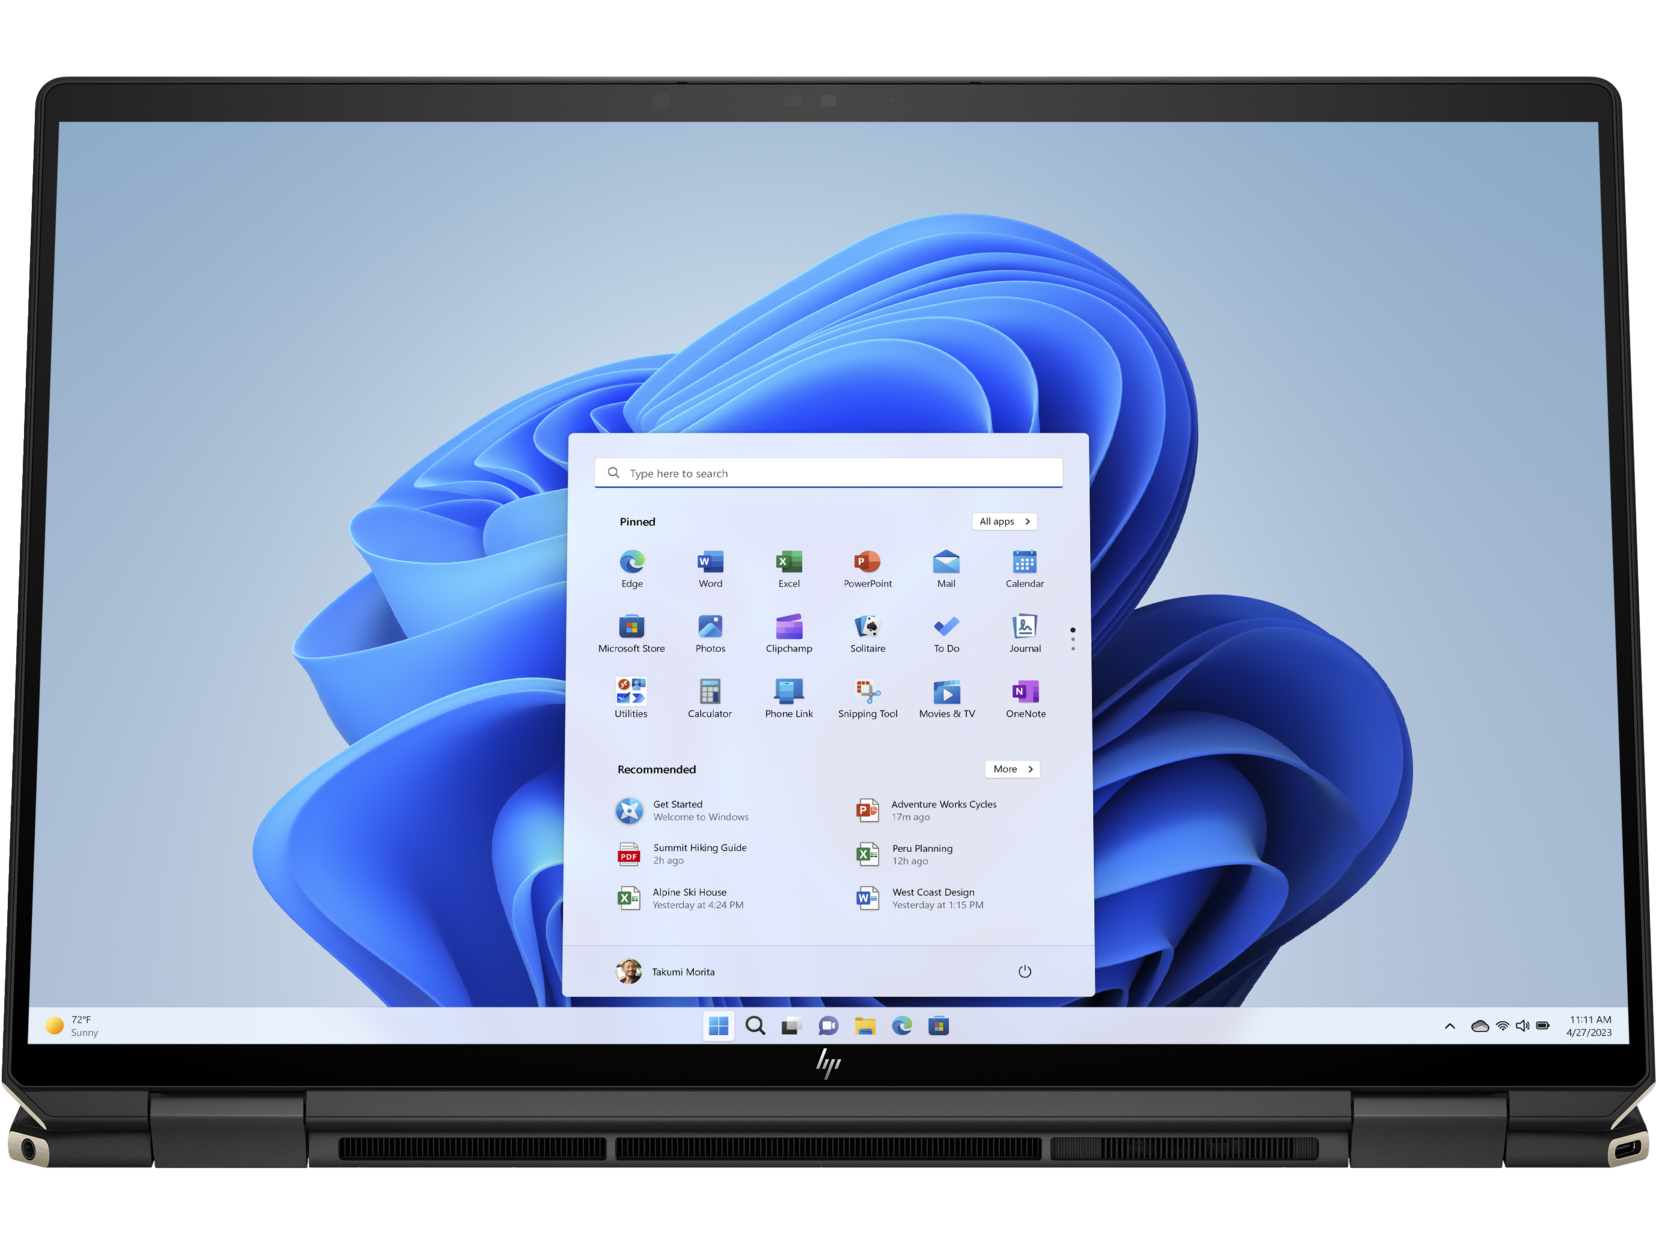 Type here to search
Pinned
All apps >
Edge
Word
Excel
PowerPoint
Mail
Calendar
Microsoft Store
Photos
Clipchamp
Solitaire
To Do
Journal
Utilities
Calculator
Phone Link
Snipping Tool
Movies & TV
OneNote
Recommended
More >
Get Started
Welcome to Windows
Adventure Works Cycles
17m ago
PDF
Summit Hiking Guide
2h ago
Peru Planning
12h ago
Alpine Ski House
Yesterday at 4:24 PM
West Coast Design
Yesterday at 1:15 PM
Takumi Morita
72°F
Sunny
11:11 AM
4/27/2023
hp